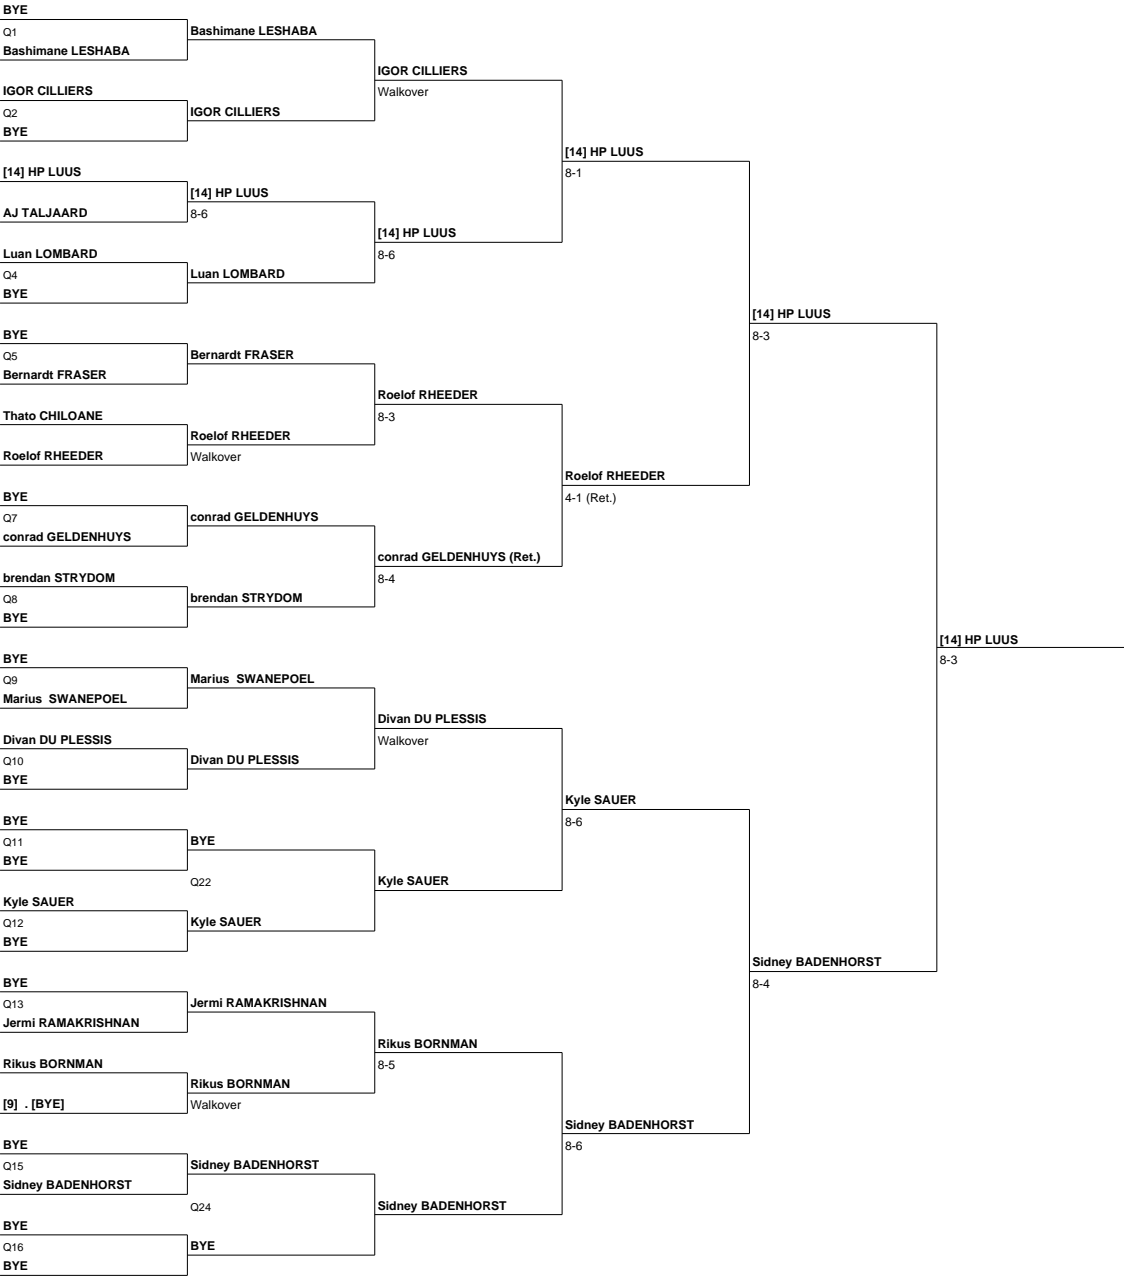 BYE
Q1
Bashimane LESHABA
Bashimane LESHABA
IGOR CILLIERS
Walkover
IGOR CILLIERS
Q2
BYE
IGOR CILLIERS
[14] HP LUUS
8-1
[14] HP LUUS
AJ TALJAARD
[14] HP LUUS
8-6
[14] HP LUUS
8-6
Luan LOMBARD
Q4
BYE
Luan LOMBARD
[14] HP LUUS
8-3
BYE
Q5
Bernardt FRASER
Bernardt FRASER
Roelof RHEEDER
8-3
Thato CHILOANE
Roelof RHEEDER
Roelof RHEEDER
Walkover
Roelof RHEEDER
4-1 (Ret.)
BYE
Q7
conrad GELDENHUYS
conrad GELDENHUYS
conrad GELDENHUYS (Ret.)
8-4
brendan STRYDOM
Q8
BYE
brendan STRYDOM
[14] HP LUUS
8-3
BYE
Q9
Marius  SWANEPOEL
Marius  SWANEPOEL
Divan DU PLESSIS
Walkover
Divan DU PLESSIS
Q10
BYE
Divan DU PLESSIS
Kyle SAUER
8-6
BYE
Q11
BYE
BYE
Q22
Kyle SAUER
Kyle SAUER
Q12
BYE
Kyle SAUER
Sidney BADENHORST
8-4
BYE
Q13
Jermi RAMAKRISHNAN
Jermi RAMAKRISHNAN
Rikus BORNMAN
8-5
Rikus BORNMAN
[9]  . [BYE]
Rikus BORNMAN
Walkover
Sidney BADENHORST
8-6
BYE
Q15
Sidney BADENHORST
Sidney BADENHORST
Q24
Sidney BADENHORST
BYE
Q16
BYE
BYE